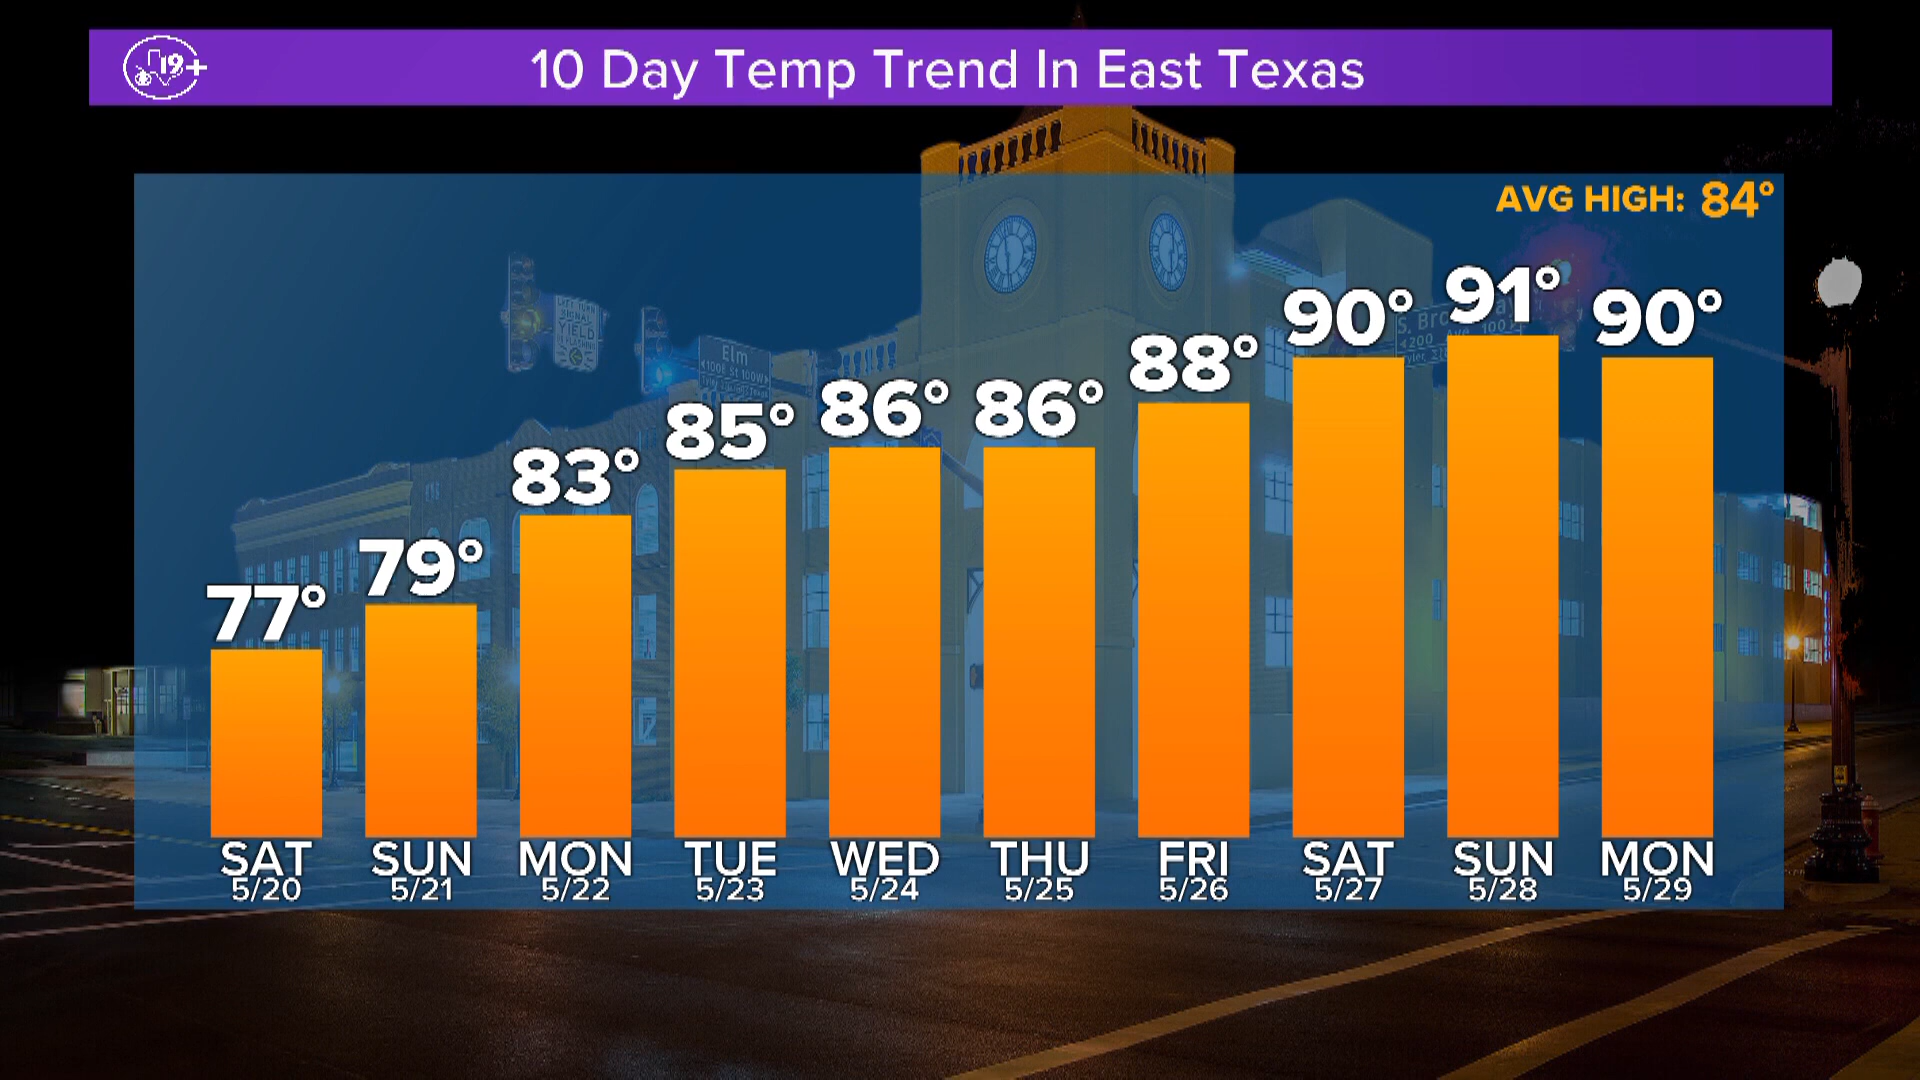 19+
10 Day Temp Trend In East Texas
AVG HIGH: 84°
77° 79° 83° 85° 86° 86° 88° 90° 91° 90°
SAT SUN MON TUE WED THU FRI SAT SUN MON
5/20 5/21 5/22 5/23 5/24 5/25 5/26 5/27 5/28 5/29
YIELD
Elm